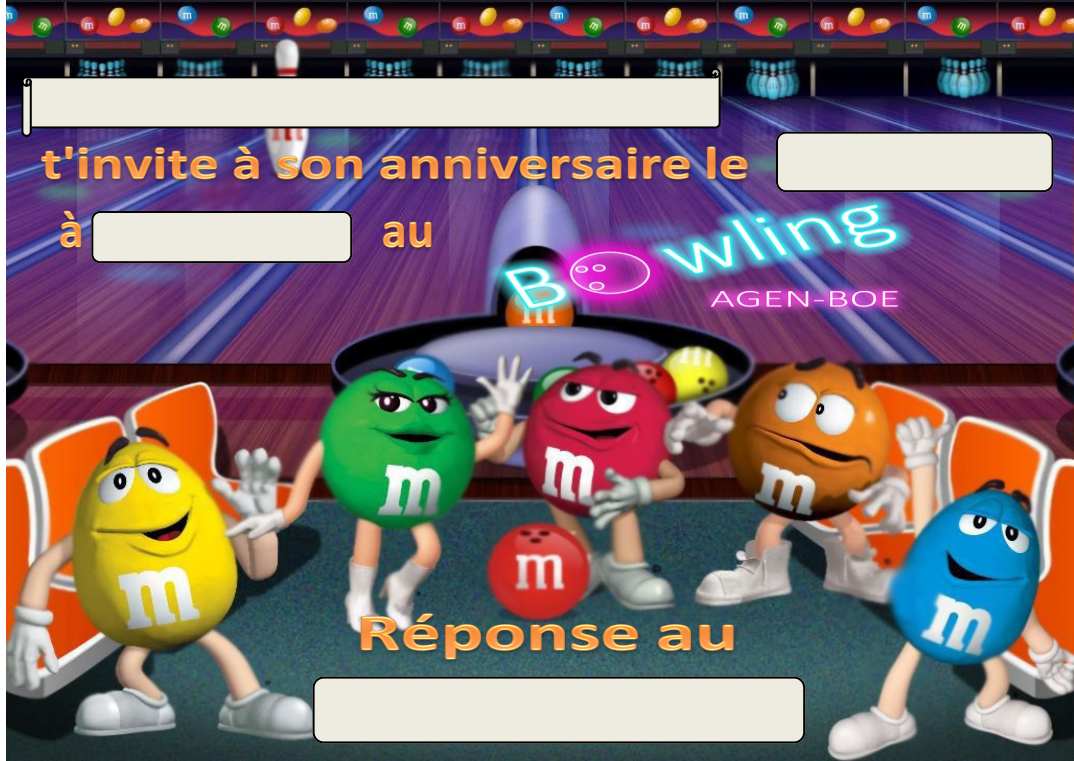 t'invite à son anniversaire le
à au
Bowling
AGEN-BOE
m m m m
m
m
Réponse au